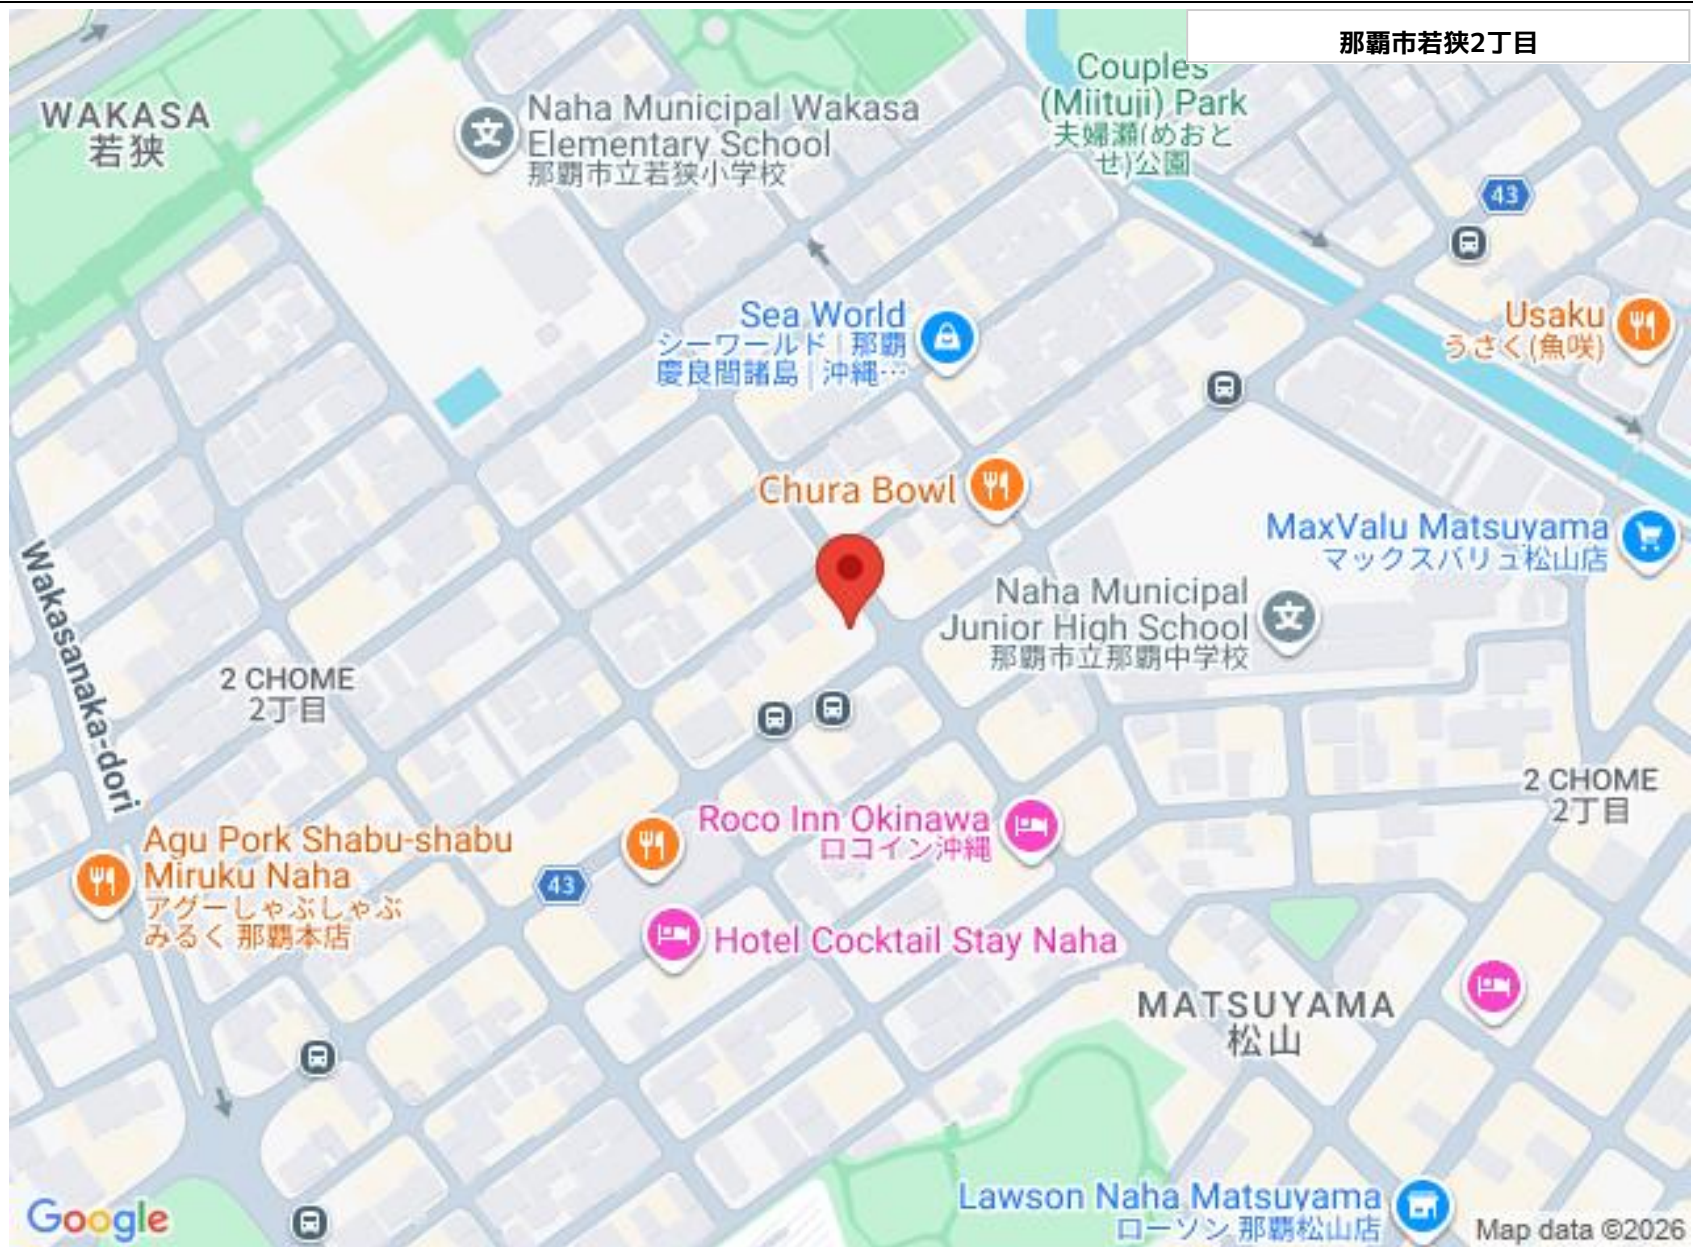 那覇市若狭2丁目
WAKASA
若狭
Naha Municipal Wakasa
Elementary School
那覇市立若狭小学校
Couples
(Miituji) Park
夫婦瀬(めおと
せ)公園
43
Usaku
うさく(魚咲)
Sea World
シーワールド | 那覇
慶良間諸島 | 沖縄…
Chura Bowl
MaxValu Matsuyama
マックスバリュ松山店
Naha Municipal
Junior High School
那覇市立那覇中学校
Wakasanaka-dori
2 CHOME
2丁目
2 CHOME
2丁目
Roco Inn Okinawa
ロコイン沖縄
Agu Pork Shabu-shabu
Miruku Naha
アグーしゃぶしゃぶ
みるく 那覇本店
43
Hotel Cocktail Stay Naha
MATSUYAMA
松山
Lawson Naha Matsuyama
ローソン 那覇松山店
Google
Map data ©2026